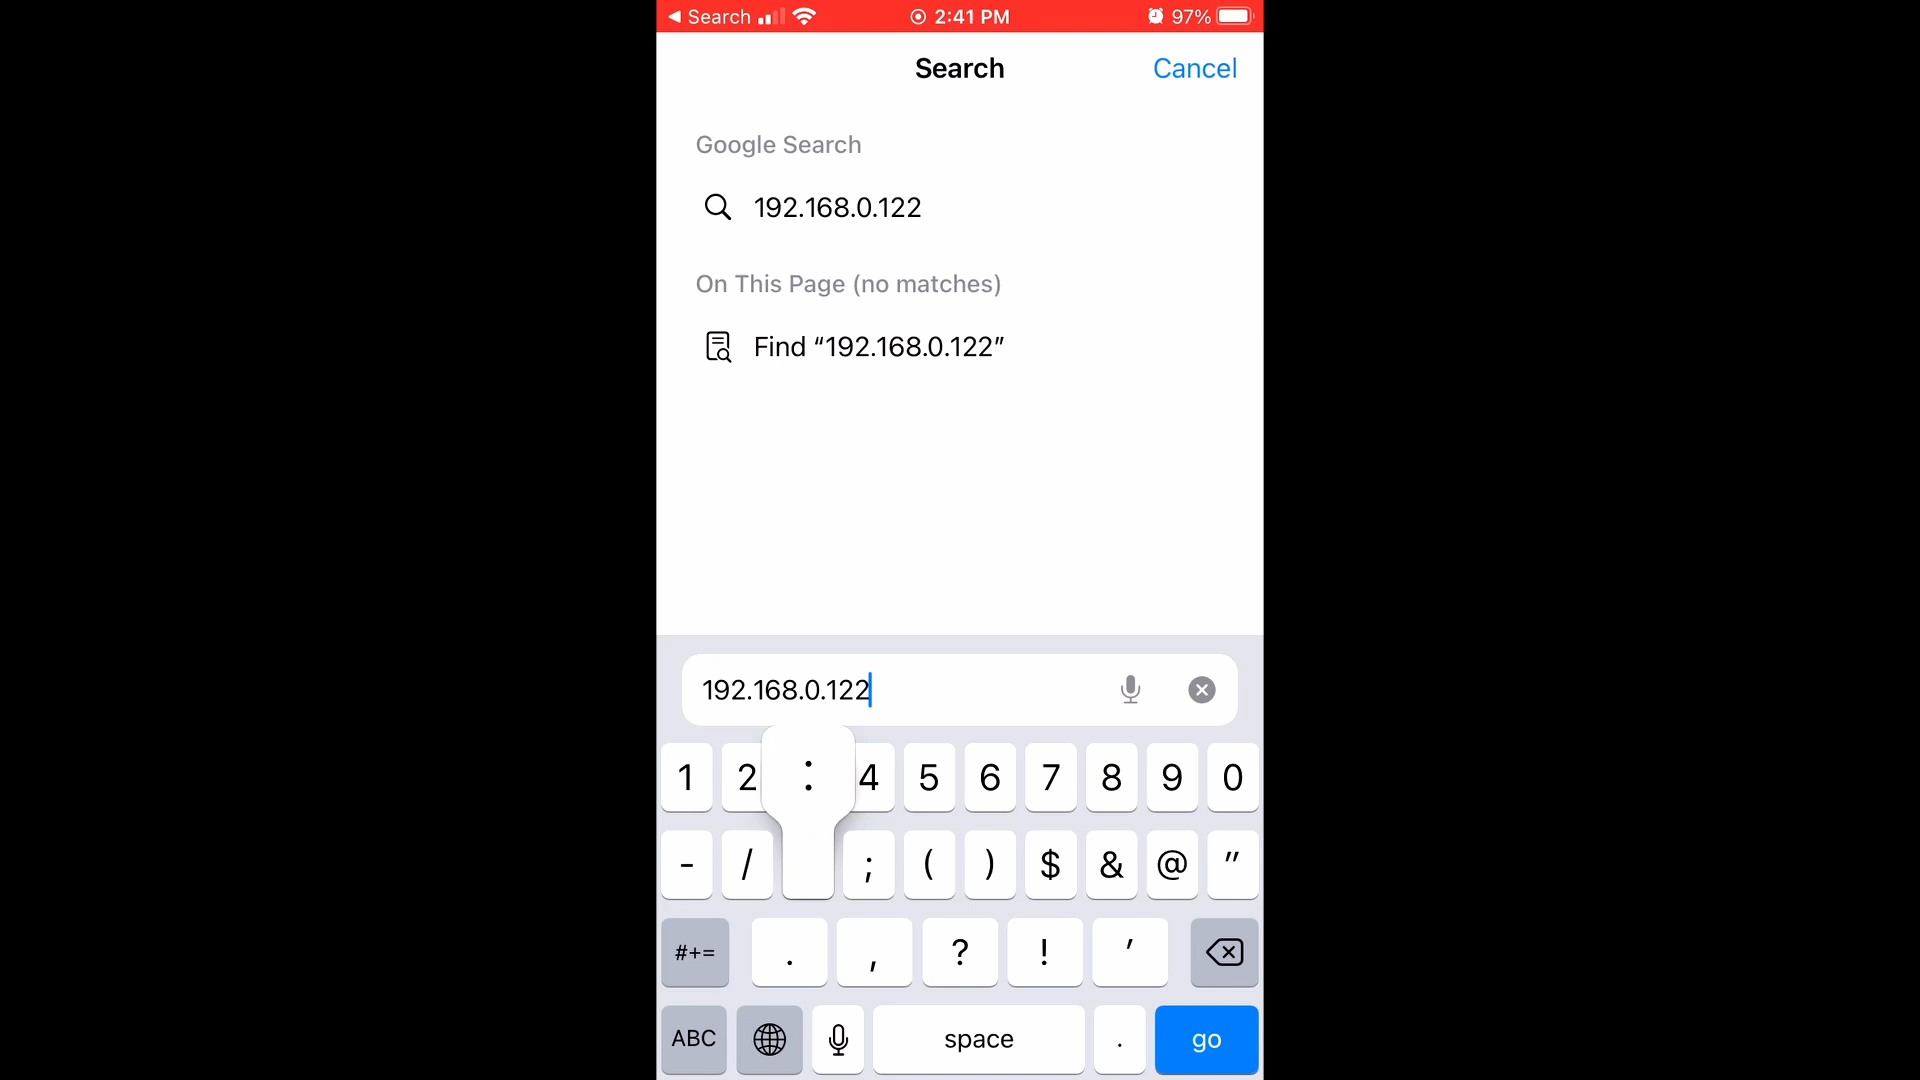 Search 2:41 PM 97%
Search Cancel
Google Search
192.168.0.122
On This Page (no matches)
Find “192.168.0.122”
192.168.0.122
1 2 : 4 5 6 7 8 9 0
- / ; ( ) $ & @ "
#+= . , ? ! '
ABC space . go